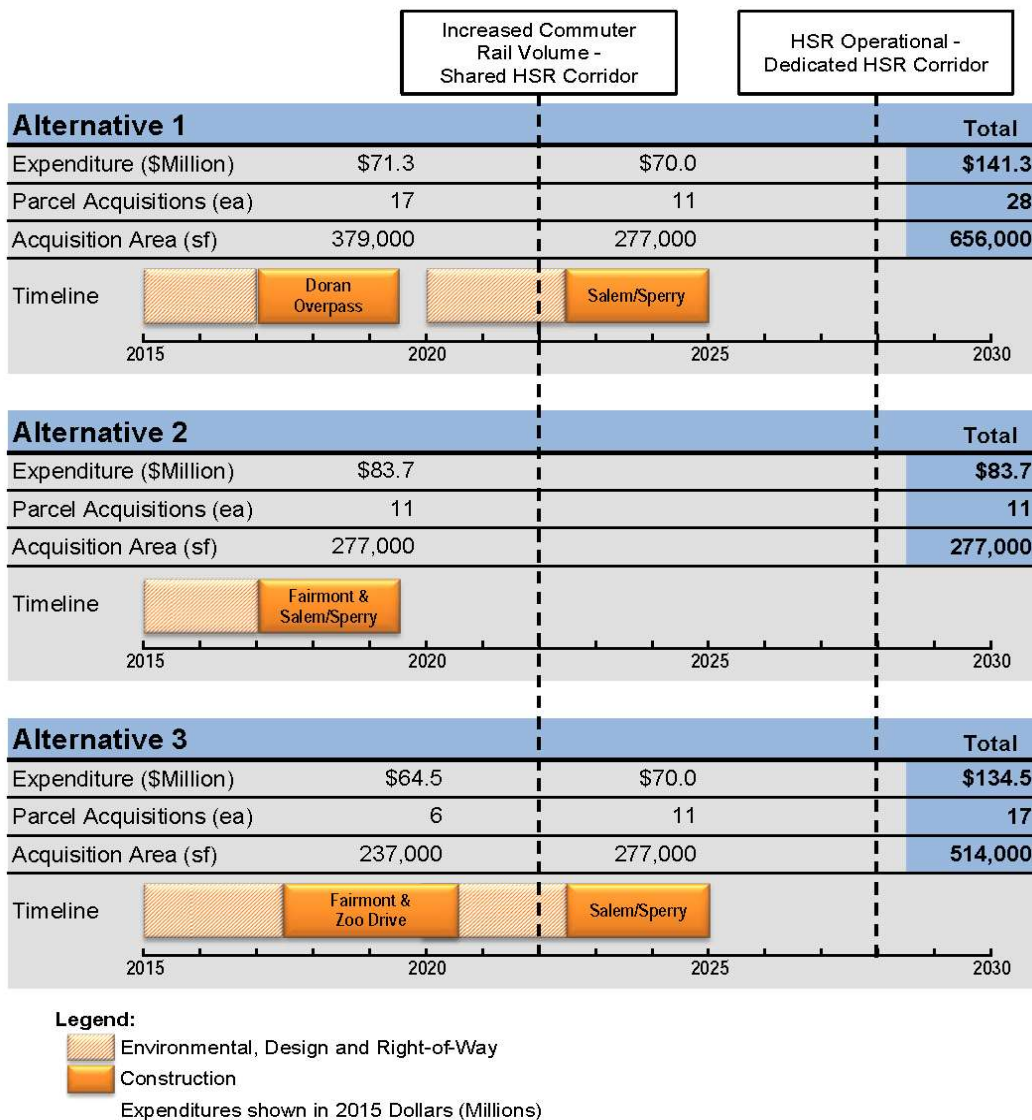 Increased Commuter
Rail Volume -
Shared HSR Corridor
HSR Operational -
Dedicated HSR Corridor
Alternative 1 Total
Expenditure ($Million) $71.3 $70.0 $141.3
Parcel Acquisitions (ea) 17 11 28
Acquisition Area (sf) 379,000 277,000 656,000
Timeline
Doran
Overpass
Salem/Sperry
2015 2020 2025 2030
Alternative 2 Total
Expenditure ($Million) $83.7 $83.7
Parcel Acquisitions (ea) 11 11
Acquisition Area (sf) 277,000 277,000
Timeline
Fairmont &
Salem/Sperry
2015 2020 2025 2030
Alternative 3 Total
Expenditure ($Million) $64.5 $70.0 $134.5
Parcel Acquisitions (ea) 6 11 17
Acquisition Area (sf) 237,000 277,000 514,000
Timeline
Fairmont &
Zoo Drive
Salem/Sperry
2015 2020 2025 2030
Legend:
Environmental, Design and Right-of-Way
Construction
Expenditures shown in 2015 Dollars (Millions)